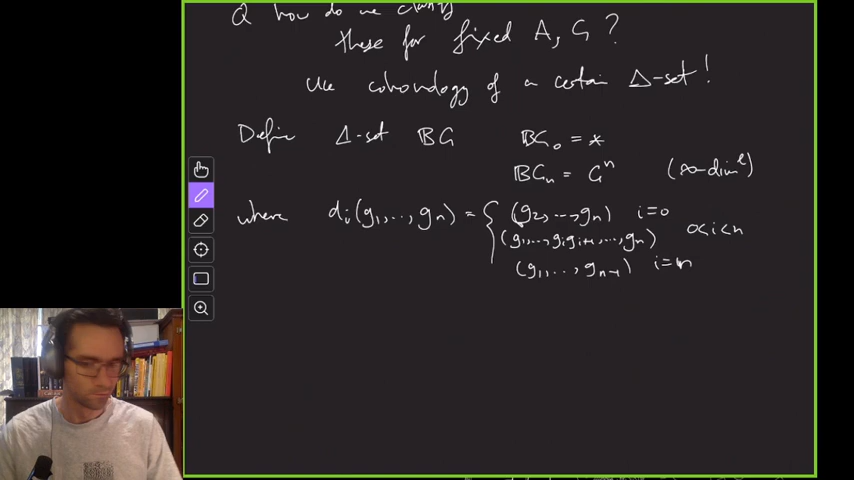 Q how do we classify
these for fixed A, G ?
Use cohomology of a certain Δ-set!
Define Δ-set BG BG₀ = *
BGₙ = Gⁿ (∞-dimˡ)
where dᵢ(g₁,..,gₙ) = { (g₂,...,gₙ) i=0
(g₁,...,gᵢgᵢ₊₁,...,gₙ) 0<i<n
(g₁,...,gₙ₋₁) i=n